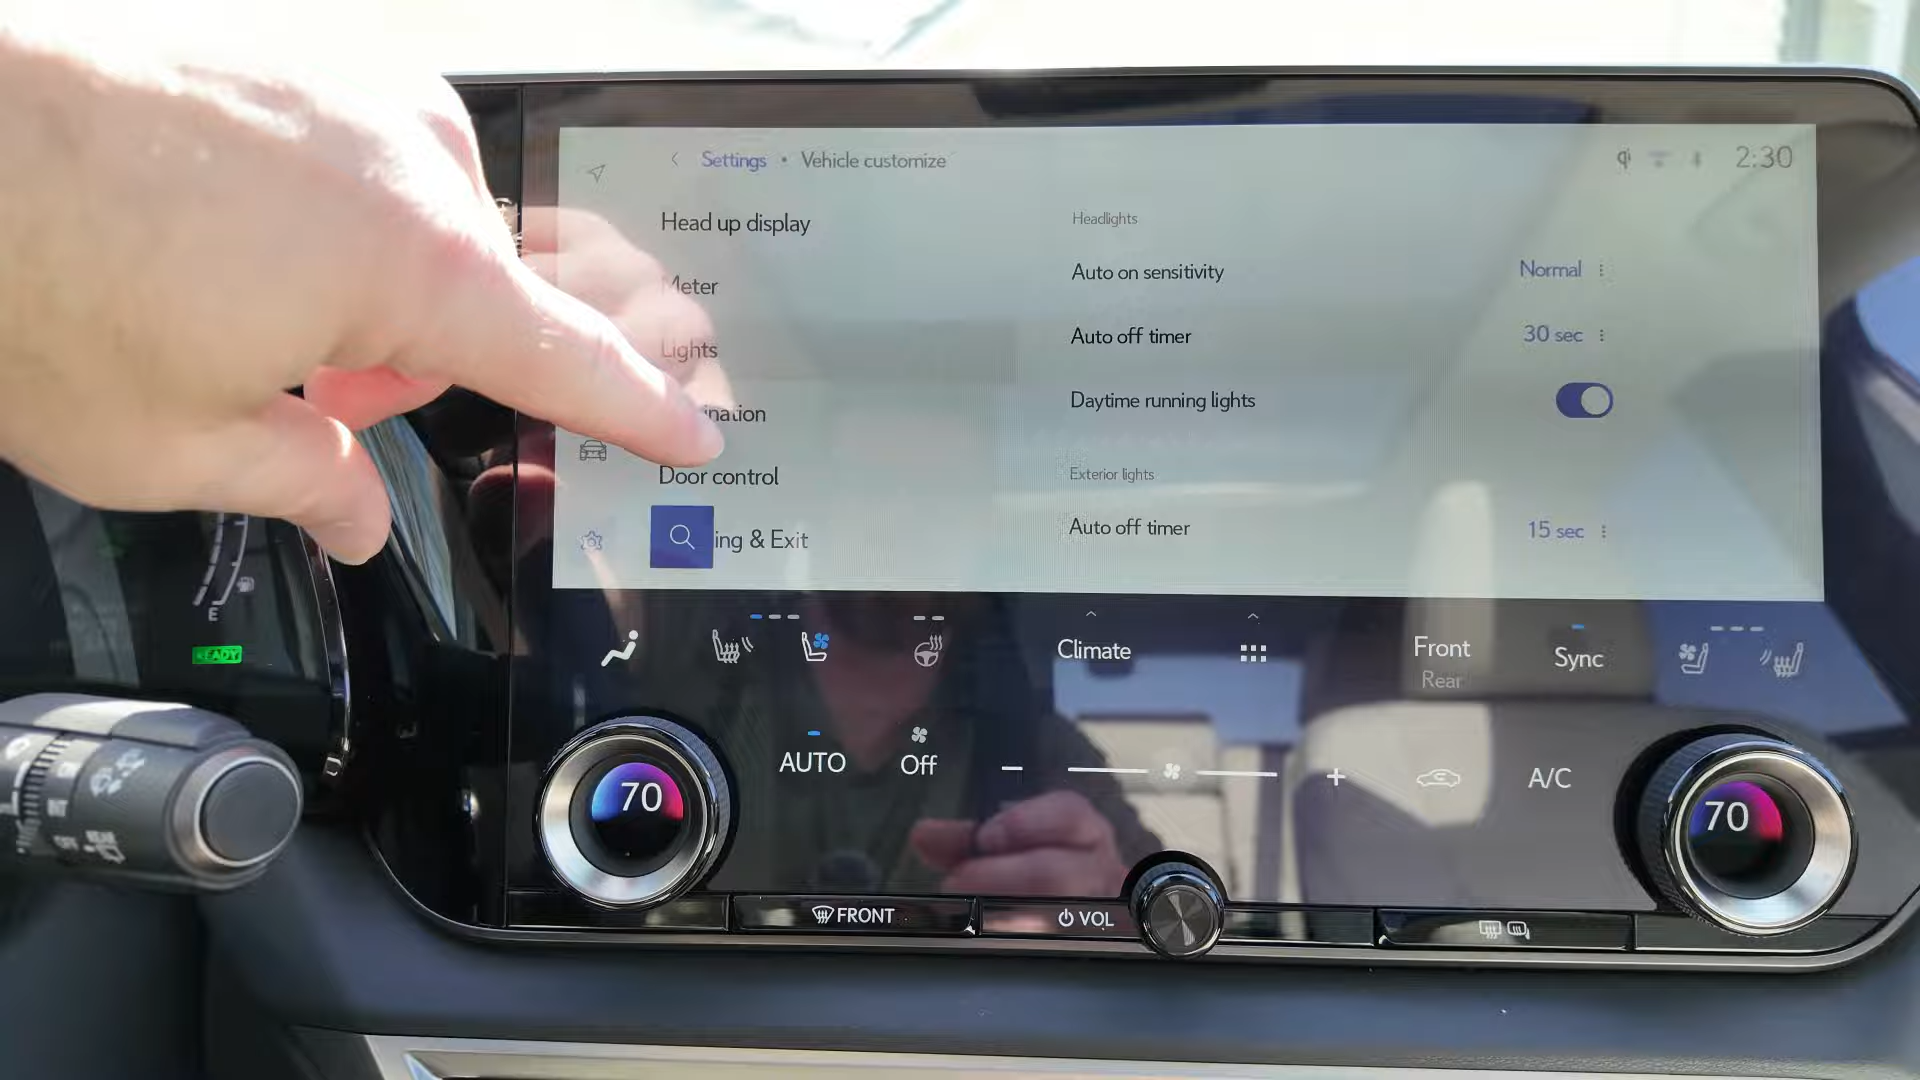 Settings • Vehicle customize
2:30
Head up display
Meter
Lights
Door control
ing & Exit
Headlights
Auto on sensitivity
Normal
Auto off timer
30 sec
Daytime running lights
Exterior lights
Auto off timer
15 sec
E
Climate
Front
Rear
Sync
AUTO
Off
A/C
70
70
FRONT
VOL
OFF
REAR